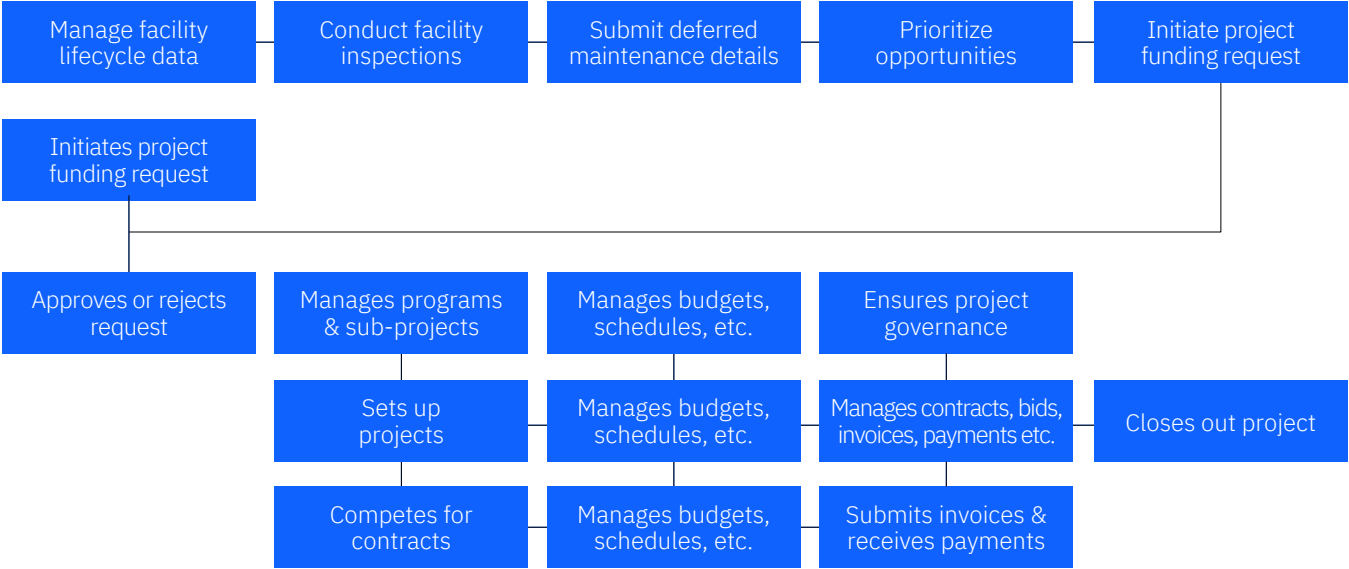 Manage facility
lifecycle data
Conduct facility
inspections
Submit deferred
maintenance details
Prioritize
opportunities
Initiate project
funding request
Initiates project
funding request
Approves or rejects
request
Manages programs
& sub-projects
Manages budgets,
schedules, etc.
Ensures project
governance
Sets up
projects
Manages budgets,
schedules, etc.
Manages contracts, bids,
invoices, payments etc.
Closes out project
Competes for
contracts
Manages budgets,
schedules, etc.
Submits invoices &
receives payments